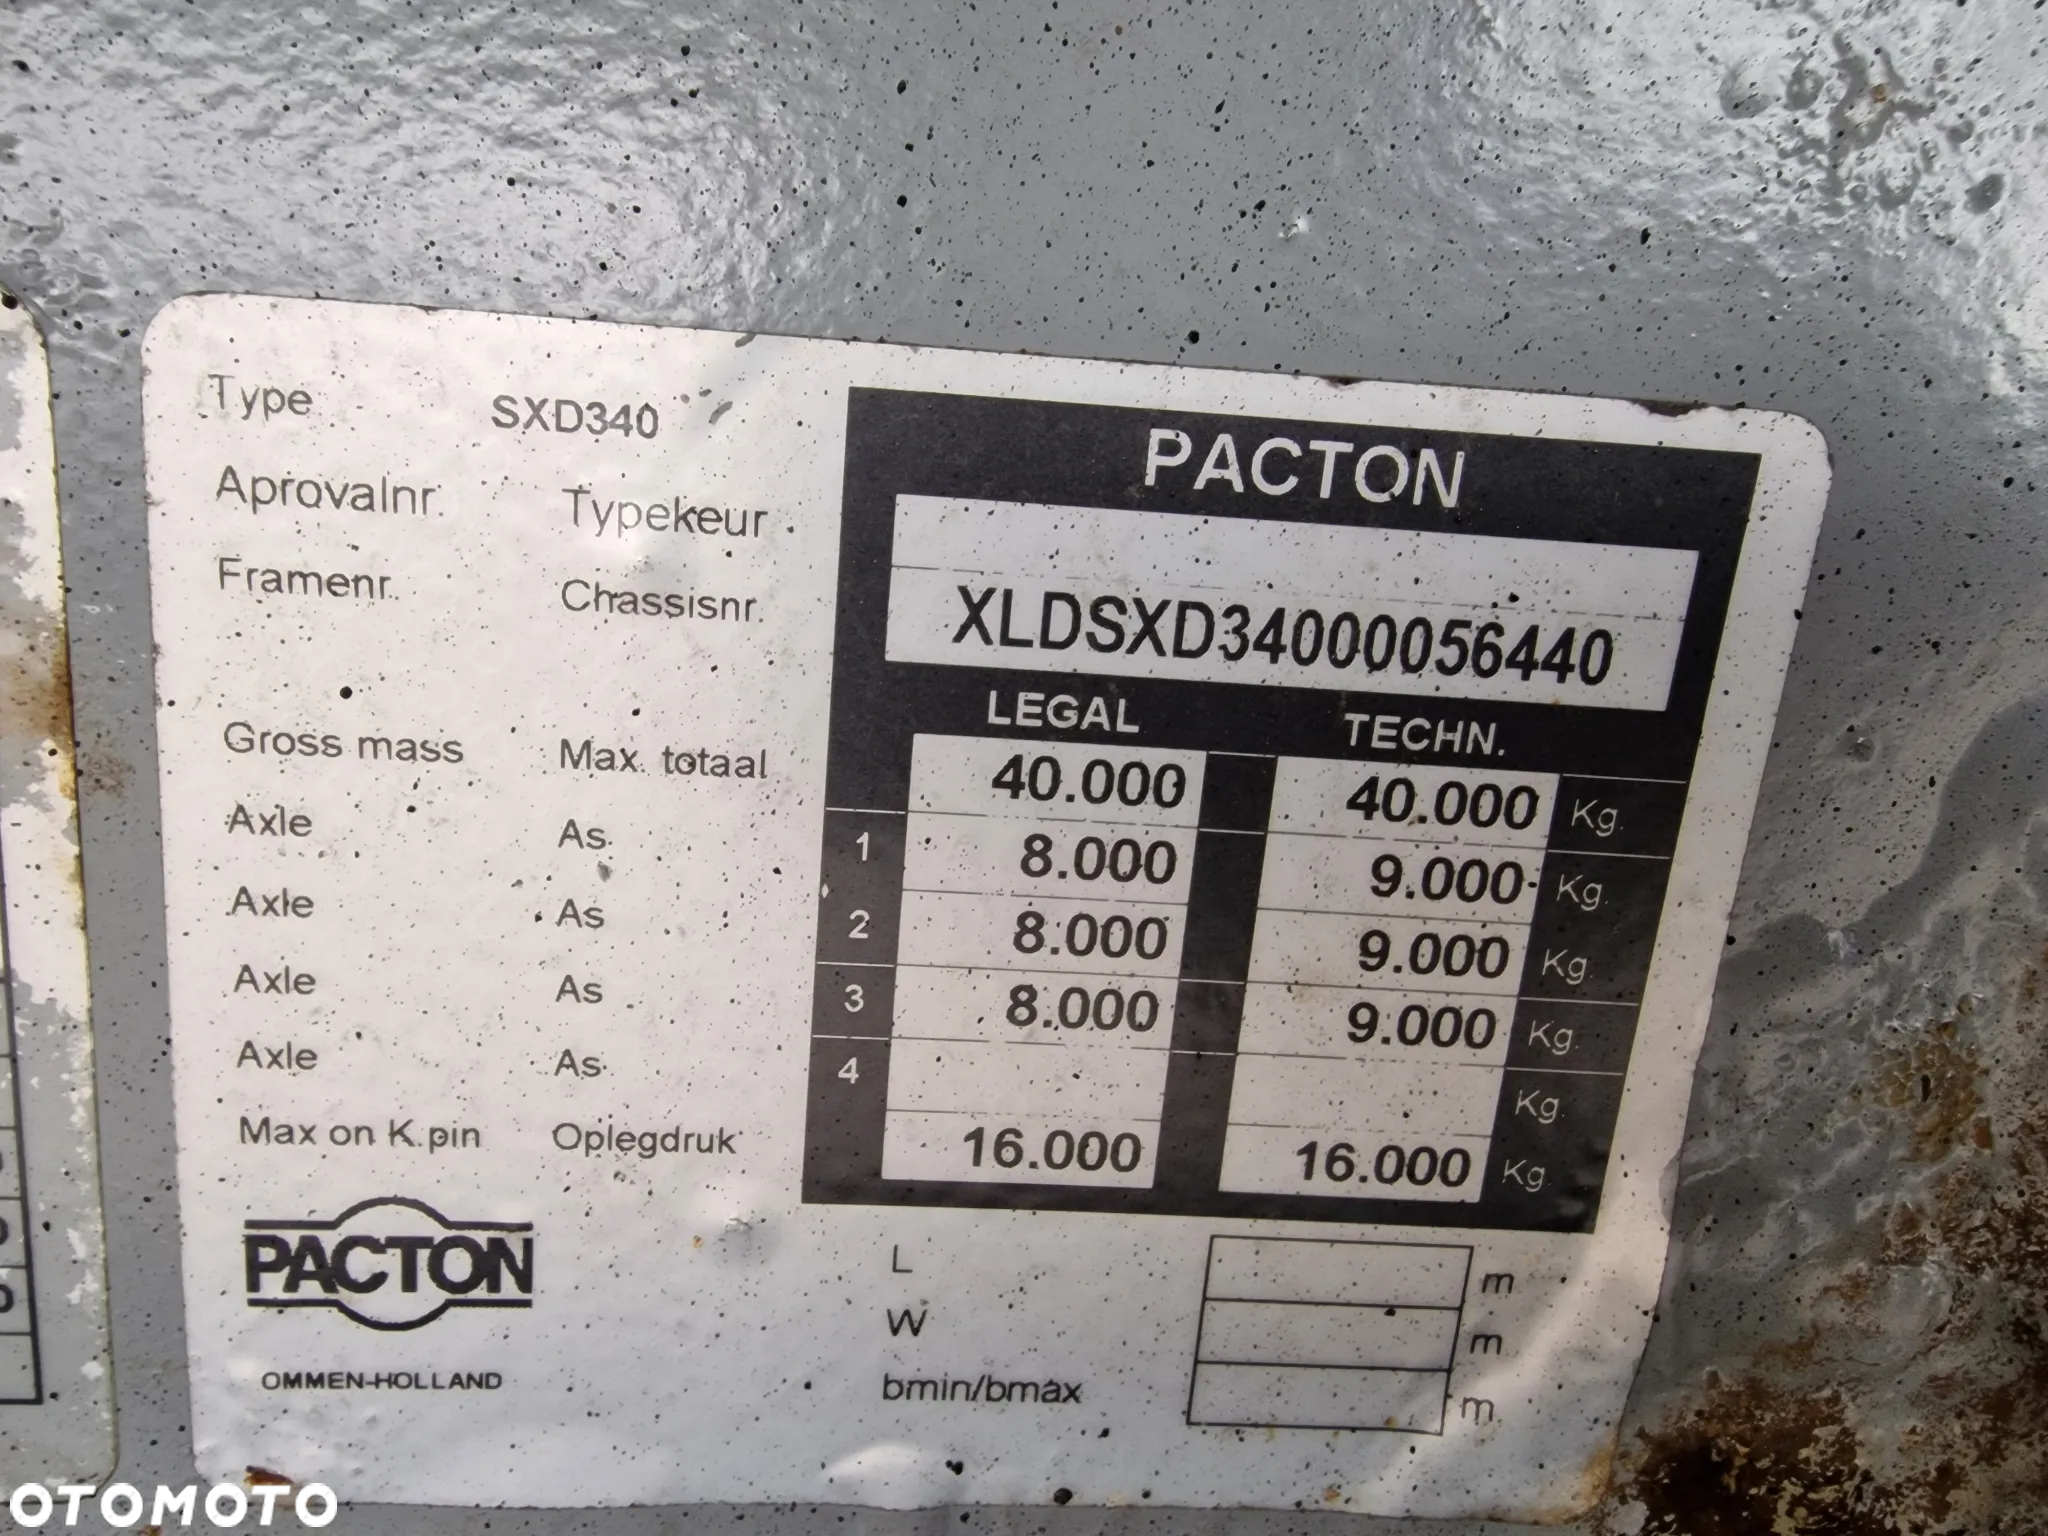 Type SXD340
PACTON
Aprovalnr. Typekeur.
Framenr. Chassisnr. XLDSXD34000056440
LEGAL TECHN.
Gross mass Max. totaal 40.000 40.000 Kg.
Axle As. 1 8.000 9.000 Kg.
Axle As 2 8.000 9.000 Kg.
Axle As 3 8.000 9.000 Kg.
Axle As. 4 Kg.
Max on K.pin Oplegdruk 16.000 16.000 Kg.
PACTON
OMMEN-HOLLAND
L m
W m
bmin/bmax m
OTOMOTO